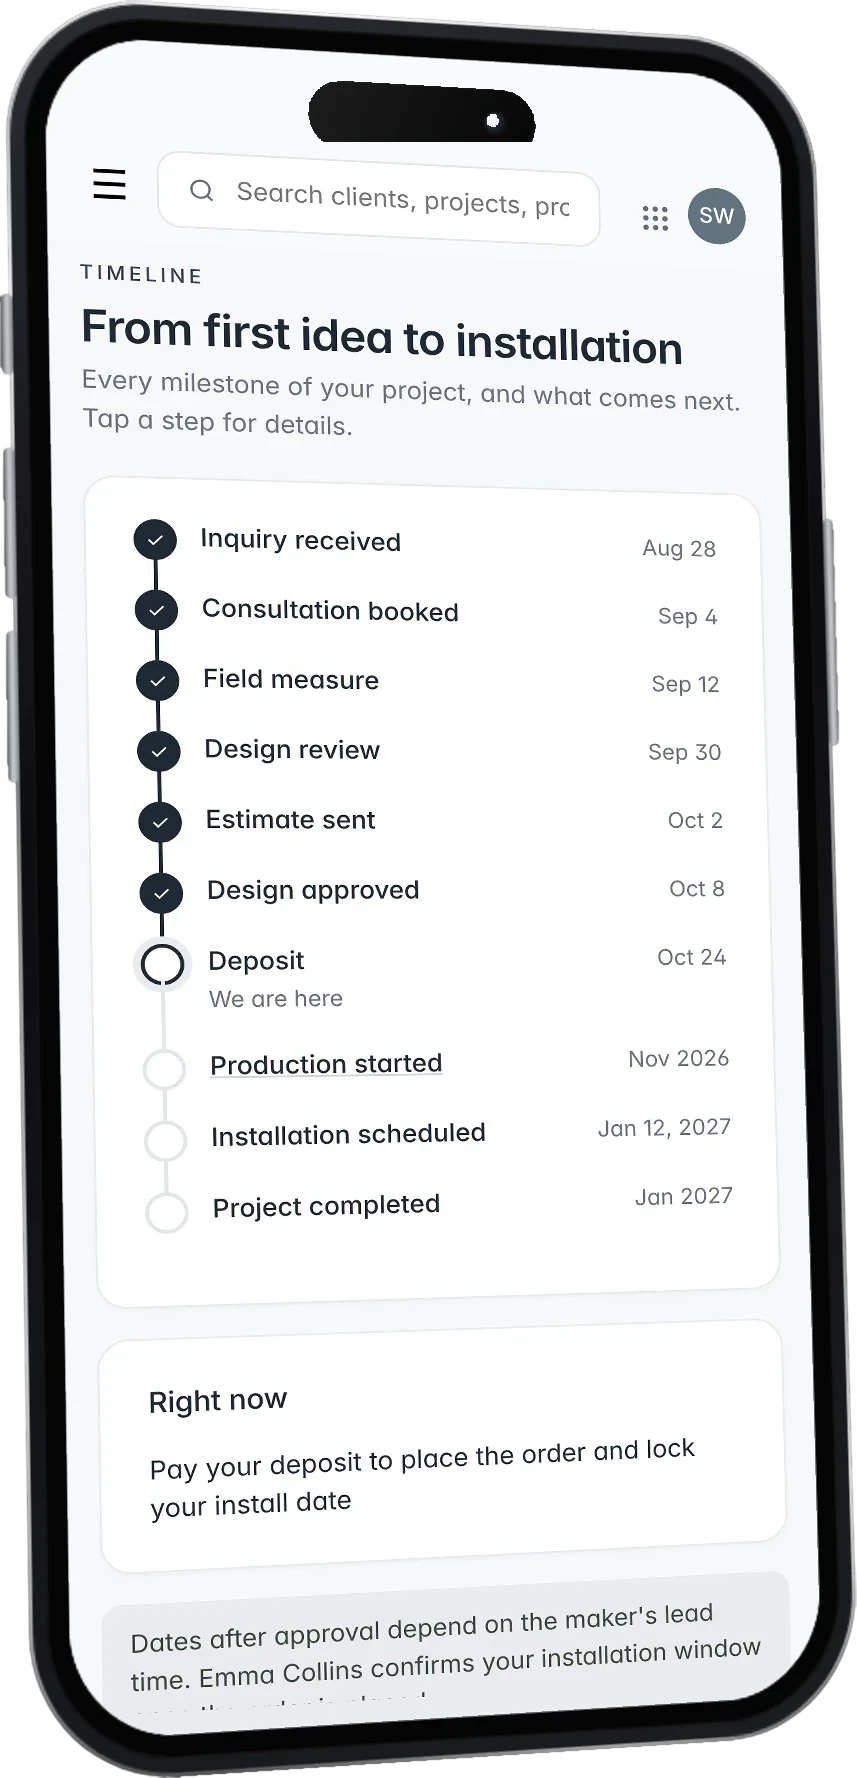 Search clients, projects, pro
SW
TIMELINE
From first idea to installation
Every milestone of your project, and what comes next.
Tap a step for details.
Inquiry received Aug 28
Consultation booked Sep 4
Field measure Sep 12
Design review Sep 30
Estimate sent Oct 2
Design approved Oct 8
Deposit Oct 24
We are here
Production started Nov 2026
Installation scheduled Jan 12, 2027
Project completed Jan 2027
Right now
Pay your deposit to place the order and lock
your install date
Dates after approval depend on the maker's lead
time. Emma Collins confirms your installation window